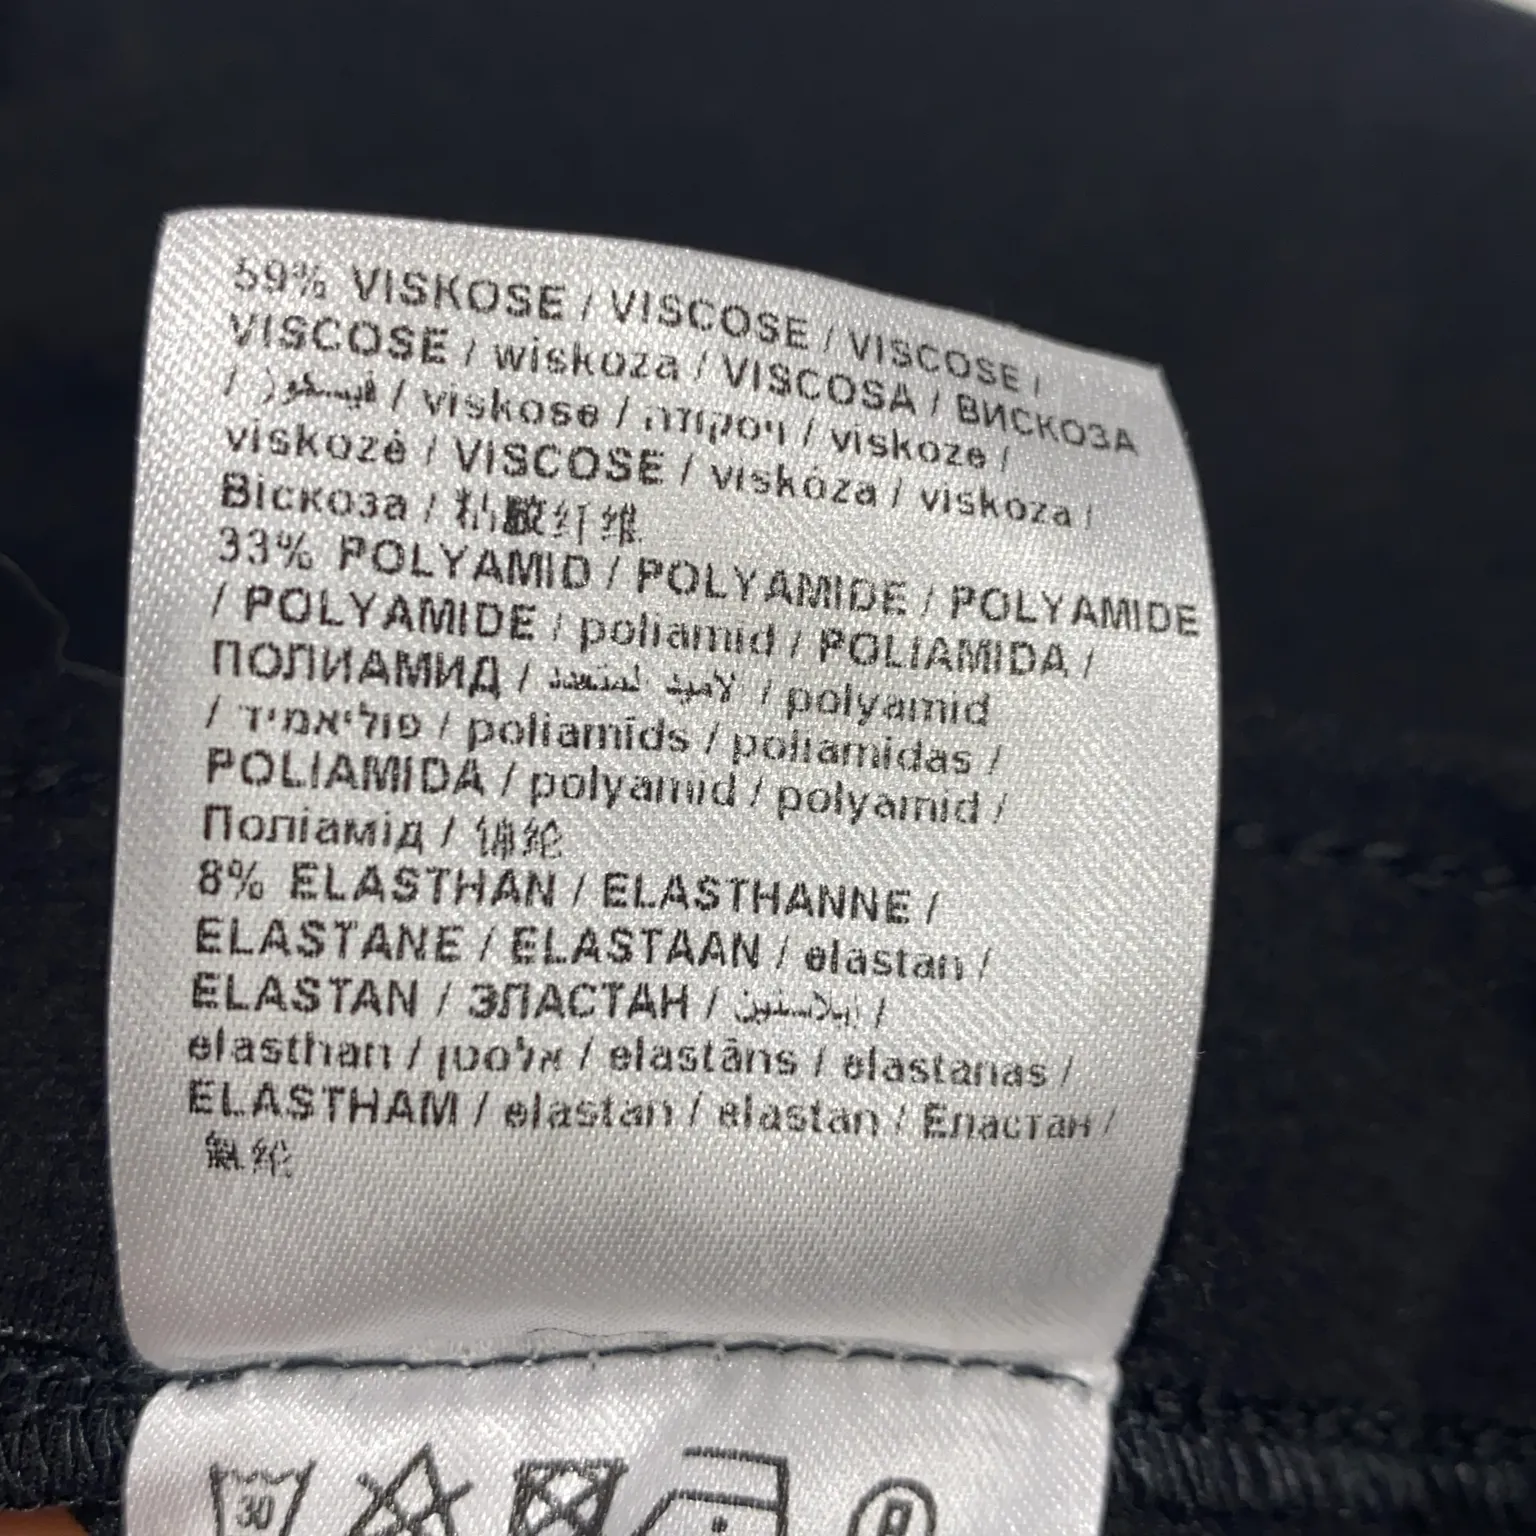 59% VISKOSE / VISCOSE / VISCOSE /
VISCOSE / wiskoza / VISCOSA / ВИСКОЗА
/ فيسكوز / viskose / ויסקוזה / viskoze /
viskozė / VISCOSE / viskóza / viskoza /
Віскоза / 粘胶纤维
33% POLYAMID / POLYAMIDE / POLYAMIDE
/ POLYAMIDE / poliamid / POLIAMIDA /
ПОЛИАМИД / / polyamid
/ פוליאמיד / poliamīds / poliamidas /
POLIAMIDA / polyamid / polyamid /
Поліамід / 锦纶
8% ELASTHAN / ELASTHANNE /
ELASTANE / ELASTAAN / elastan /
ELASTAN / ЭЛАСТАН / /
elasthan / אלסטן / elastāns / elastanas /
ELASTHAM / elastan / elastan / Еластан /
氨纶
30